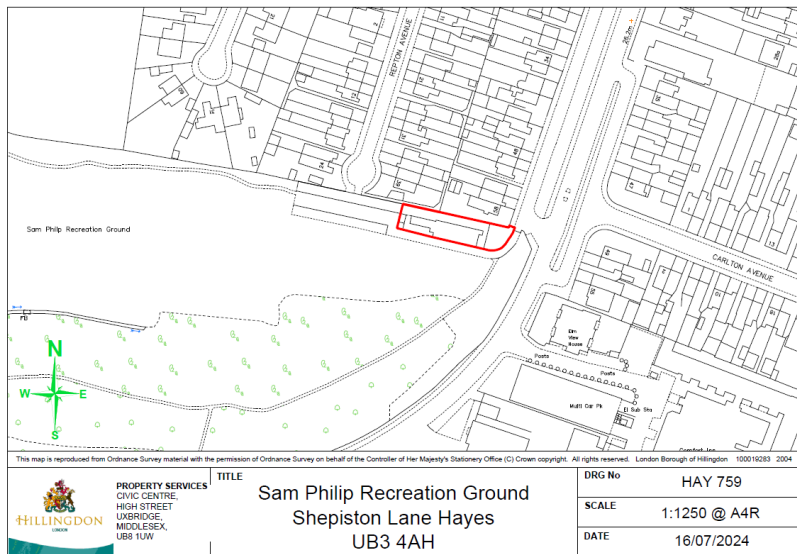 REPTON AVENUE
26.2m
Sam Philp Recreation Ground
CARLTON AVENUE
Elm
View
House
Posts
Posts
Multi Car Pk
El Sub Sta
FB
N
W
E
S
This map is reproduced from Ordnance Survey material with the permission of Ordnance Survey on behalf of the Controller of Her Majesty's Stationery Office (C) Crown copyright. All rights reserved. London Borough of Hillingdon 100019283 2004
HILLINGDON
LONDON
PROPERTY SERVICES
CIVIC CENTRE,
HIGH STREET
UXBRIDGE,
MIDDLESEX,
UB8 1UW
TITLE
Sam Philip Recreation Ground
Shepiston Lane Hayes
UB3 4AH
DRG No
HAY 759
SCALE
1:1250 @ A4R
DATE
16/07/2024